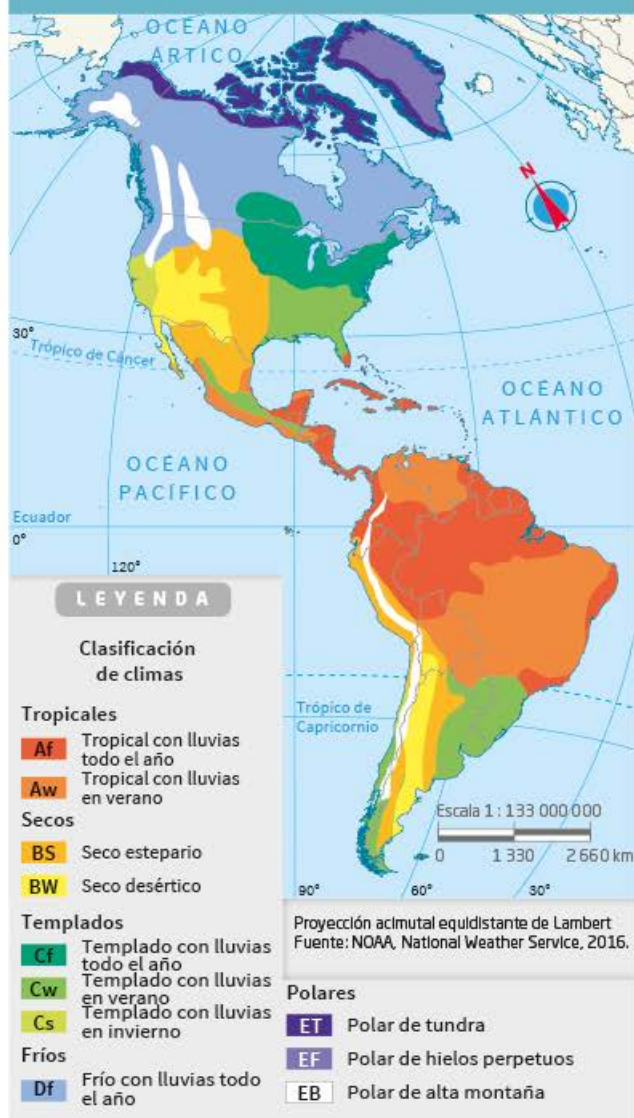 OCÉANO
ÁRTICO
N
30°
Trópico de Cáncer
OCÉANO
ATLÁNTICO
OCÉANO
PACÍFICO
Ecuador
0°
120°
LEYENDA
Clasificación
de climas
Tropicales
Af Tropical con lluvias
todo el año
Aw Tropical con lluvias
en verano
Secos
BS Seco estepario
BW Seco desértico
Templados
Cf Templado con lluvias
todo el año
Cw Templado con lluvias
en verano
Cs Templado con lluvias
en invierno
Fríos
Df Frío con lluvias todo
el año
Trópico de
Capricornio
Escala 1 : 133 000 000
0 1 330 2 660 km
90° 60° 30°
Proyección acimutal equidistante de Lambert
Fuente: NOAA, National Weather Service, 2016.
Polares
ET Polar de tundra
EF Polar de hielos perpetuos
EB Polar de alta montaña